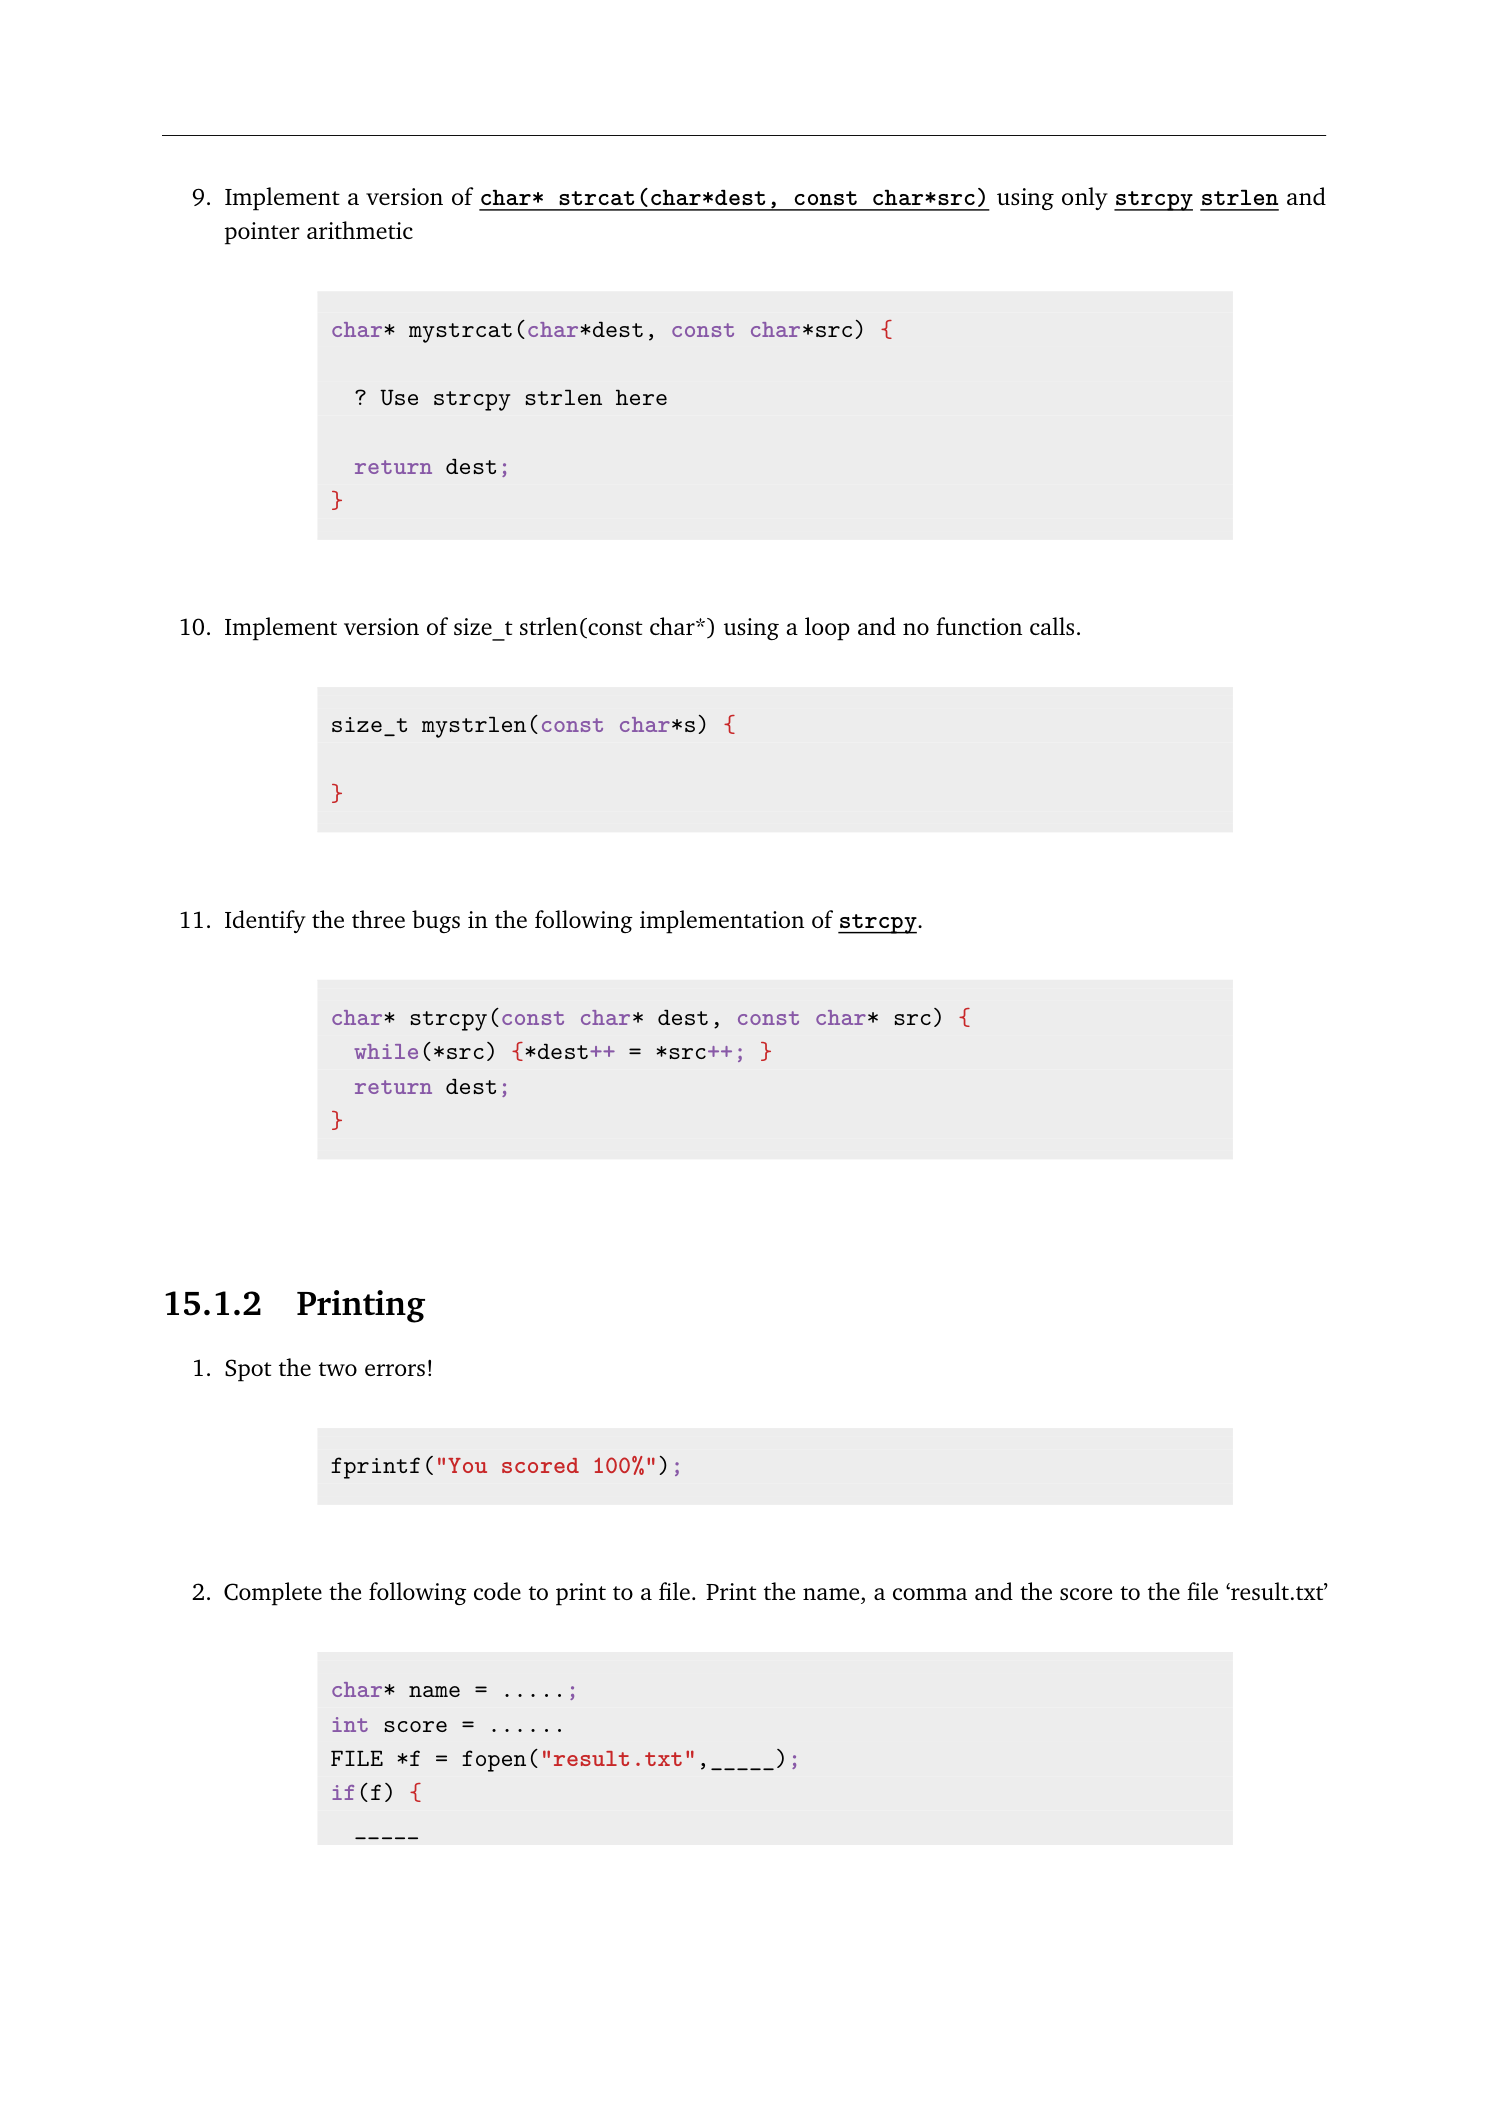 9. Implement a version of char* strcat(char*dest, const char*src) using only strcpy strlen and
pointer arithmetic
char* mystrcat(char*dest, const char*src) {
? Use strcpy strlen here
return dest;
}
10. Implement version of size_t strlen(const char*) using a loop and no function calls.
size_t mystrlen(const char*s) {
}
11. Identify the three bugs in the following implementation of strcpy.
char* strcpy(const char* dest, const char* src) {
while(*src) {*dest++ = *src++; }
return dest;
}
15.1.2 Printing
1. Spot the two errors!
fprintf("You scored 100%");
2. Complete the following code to print to a file. Print the name, a comma and the score to the file ‘result.txt’
char* name = .....;
int score = ......
FILE *f = fopen("result.txt",_____);
if(f) {
_____